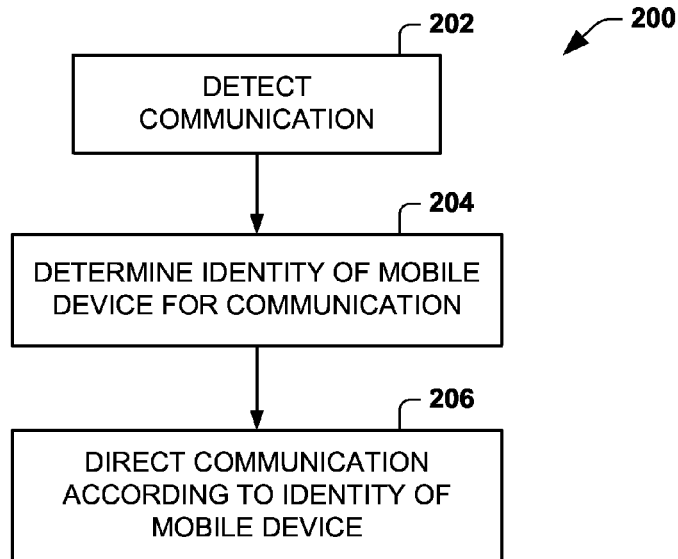 202
200
DETECT
COMMUNICATION
204
DETERMINE IDENTITY OF MOBILE
DEVICE FOR COMMUNICATION
206
DIRECT COMMUNICATION
ACCORDING TO IDENTITY OF
MOBILE DEVICE